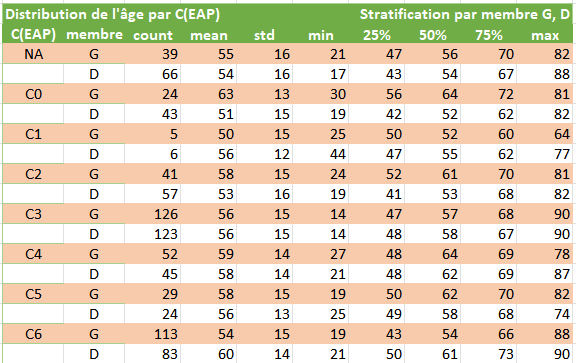 Distribution de l'âge par C(EAP) Stratification par membre G, D
C(EAP) membre count mean std min 25% 50% 75% max
NA G 39 55 16 21 47 56 70 82
D 66 54 16 17 43 54 67 88
C0 G 24 63 13 30 56 64 72 81
D 43 51 15 19 42 52 62 82
C1 G 5 50 15 25 50 52 60 64
D 6 56 12 44 47 55 62 77
C2 G 41 58 15 24 52 61 70 81
D 57 53 16 19 41 53 68 82
C3 G 126 56 15 14 47 57 68 90
D 123 56 15 14 48 58 67 90
C4 G 52 59 14 27 48 64 69 78
D 45 58 14 21 48 62 69 87
C5 G 29 58 15 19 50 62 70 82
D 24 56 13 25 49 58 68 74
C6 G 113 54 15 19 43 54 66 88
D 83 60 14 21 50 61 73 90